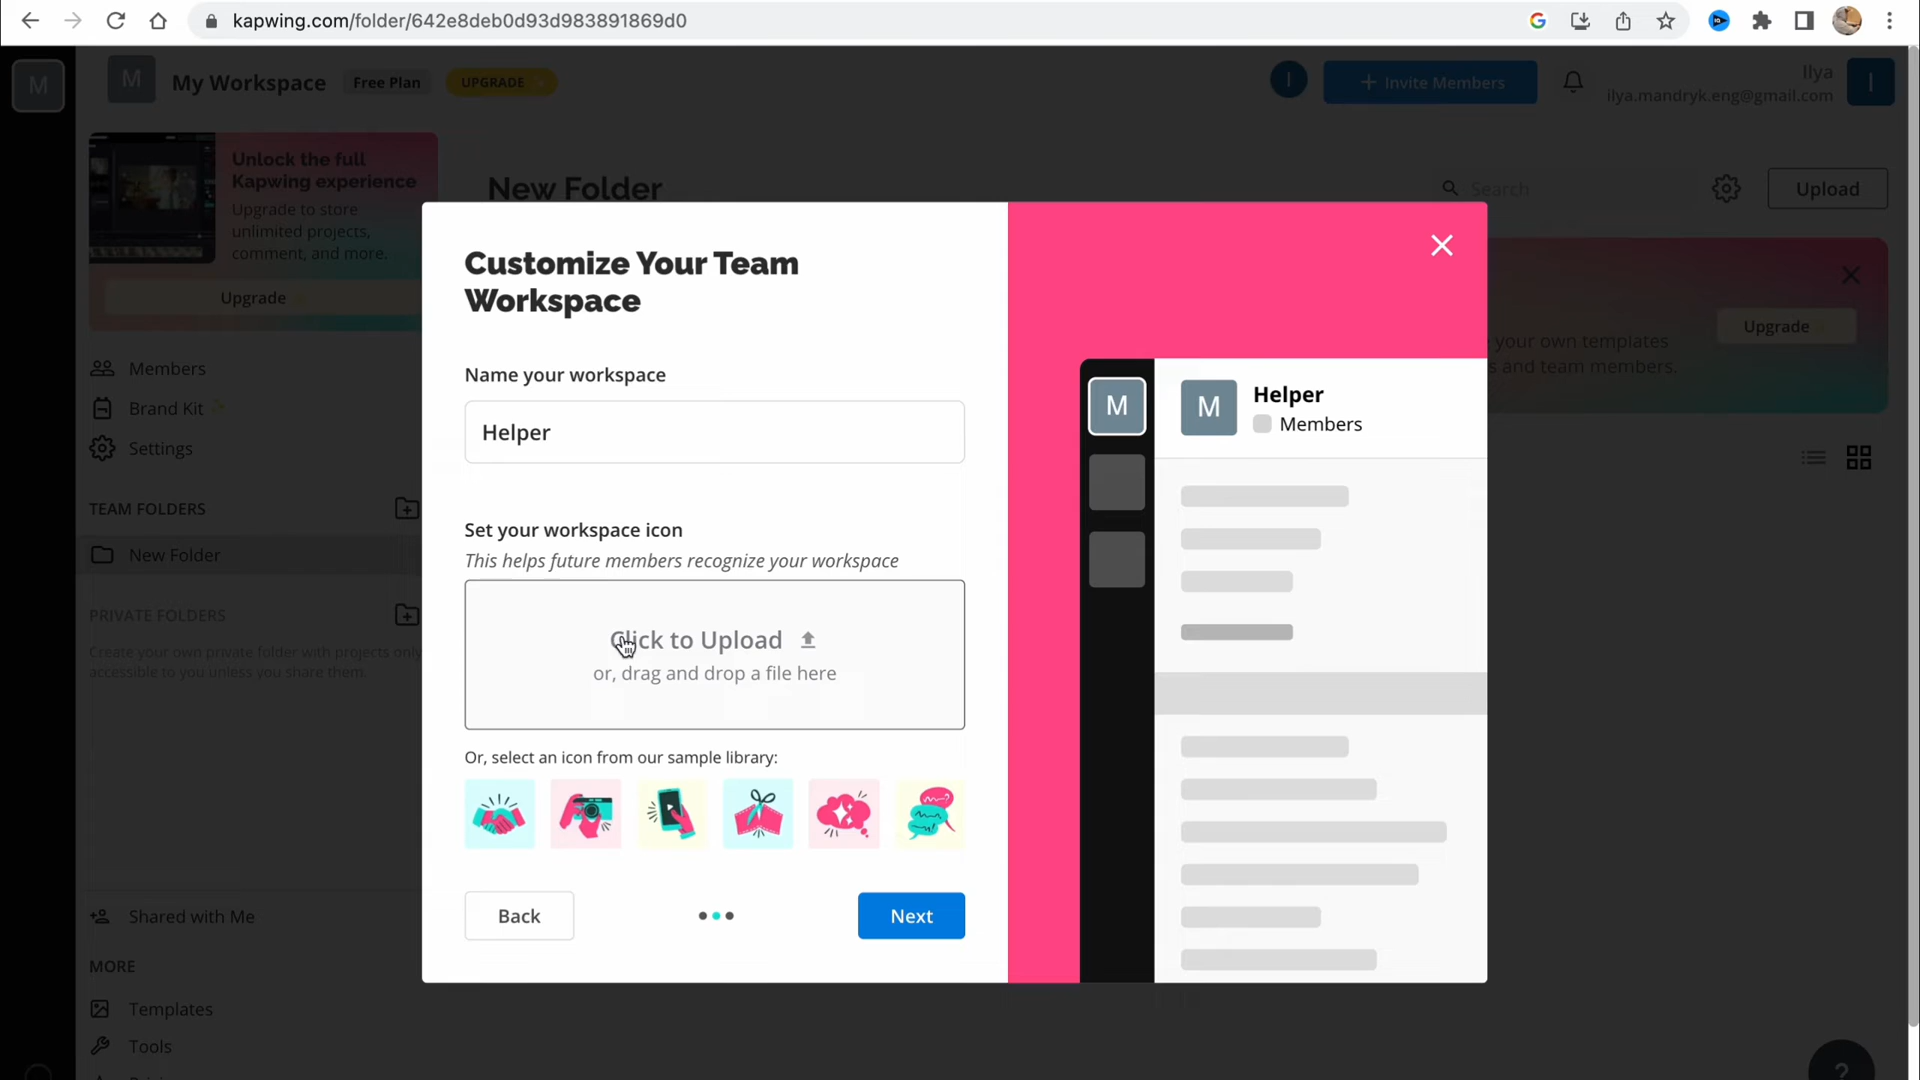 kapwing.com/folder/642e8deb0d93d983891869d0
M
M
My Workspace
Free Plan
UPGRADE
I
+ Invite Members
Ilya
ilya.mandryk.eng@gmail.com
I
Unlock the full
Kapwing experience
Upgrade to store
unlimited projects,
comment, and more.
Upgrade
New Folder
Search
Upload
Members
Brand Kit
Settings
TEAM FOLDERS
New Folder
PRIVATE FOLDERS
Create your own private folder with projects only
accessible to you unless you share them.
Shared with Me
MORE
Templates
Tools
Customize Your Team
Workspace
Name your workspace
Helper
Set your workspace icon
This helps future members recognize your workspace
Click to Upload
or, drag and drop a file here
Or, select an icon from our sample library:
Back
Next
M
M
Helper
Members
your own templates
and team members.
Upgrade
?